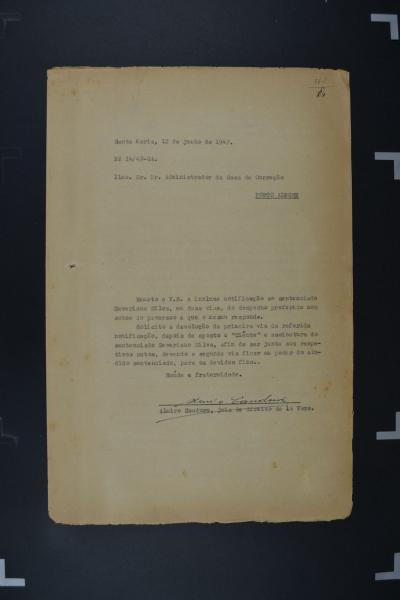 Santa Maria, 12 de junho de 1947.
Nº 14/47-Ga.
Ilmo. Sr. Dr. Administrador da Casa de Correção
PORTO ALEGRE
Remeto a V.S. a inclusa notificação ao sentenciado
Severiano Silva, em duas vias, do despacho proferido nos
autos do processo a que o mesmo responde.
Solicito a devolução da primeira via da referida
notificação, depois de aposto o "Ciente" e assinatura do
sentenciado Severiano Silva, afim de ser junto aos respe-
tivos autos, devendo a segunda via ficar em poder do alu-
dido sentenciado, para os devidos fins.
Saúde e fraternidade.
Juiz de direito da 1a Vara.